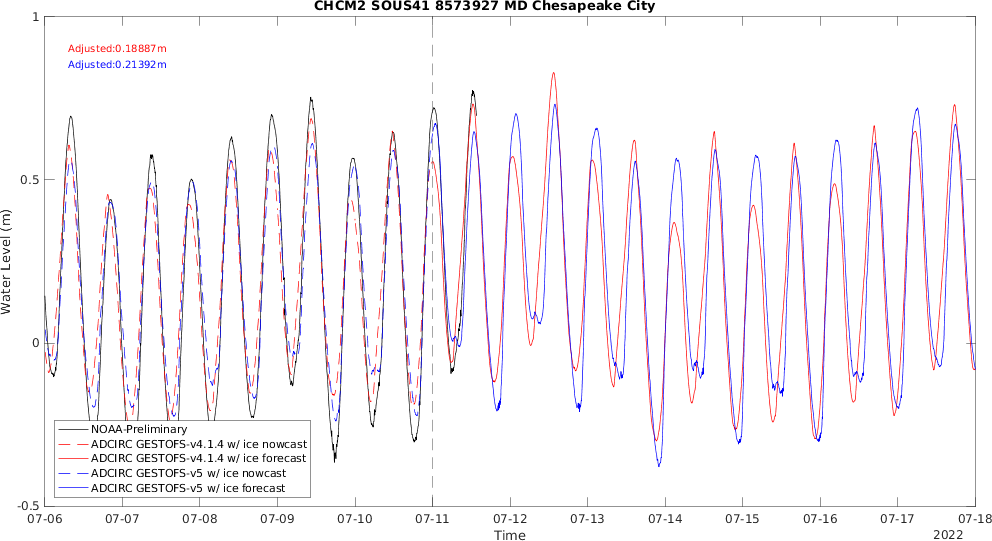 CHCM2 SOUS41 8573927 MD Chesapeake City
Adjusted:0.18887m
Adjusted:0.21392m
Water Level (m)
1
0.5
0
-0.5
NOAA-Preliminary
ADCIRC GESTOFS-v4.1.4 w/ ice nowcast
ADCIRC GESTOFS-v4.1.4 w/ ice forecast
ADCIRC GESTOFS-v5 w/ ice nowcast
ADCIRC GESTOFS-v5 w/ ice forecast
07-06 07-07 07-08 07-09 07-10 07-11 07-12 07-13 07-14 07-15 07-16 07-17 07-18
Time
2022